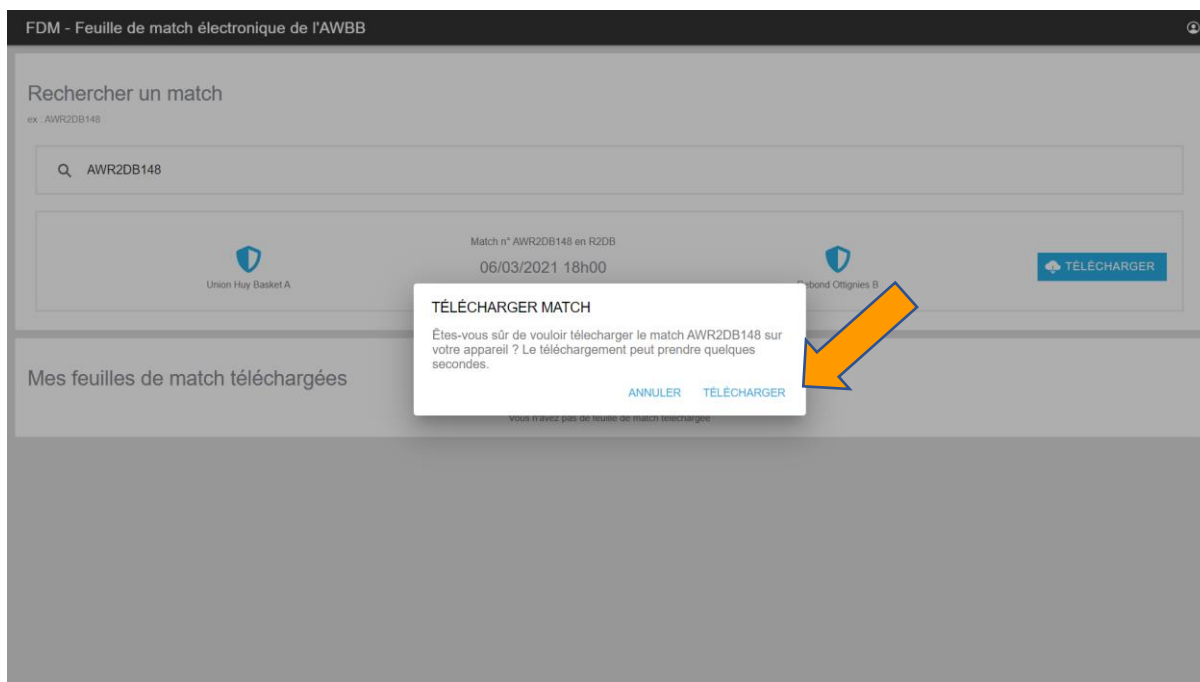 FDM - Feuille de match électronique de l'AWBB
Rechercher un match
ex : AWR2DB148
AWR2DB148
Match n° AWR2DB148 en R2DB
06/03/2021 18h00
Union Huy Basket A
Rebond Ottignies B
TÉLÉCHARGER
TÉLÉCHARGER MATCH
Êtes-vous sûr de vouloir télecharger le match AWR2DB148 sur
votre appareil ? Le téléchargement peut prendre quelques
secondes.
ANNULER TÉLÉCHARGER
Mes feuilles de match téléchargées
Vous n'avez pas de feuille de match téléchargée